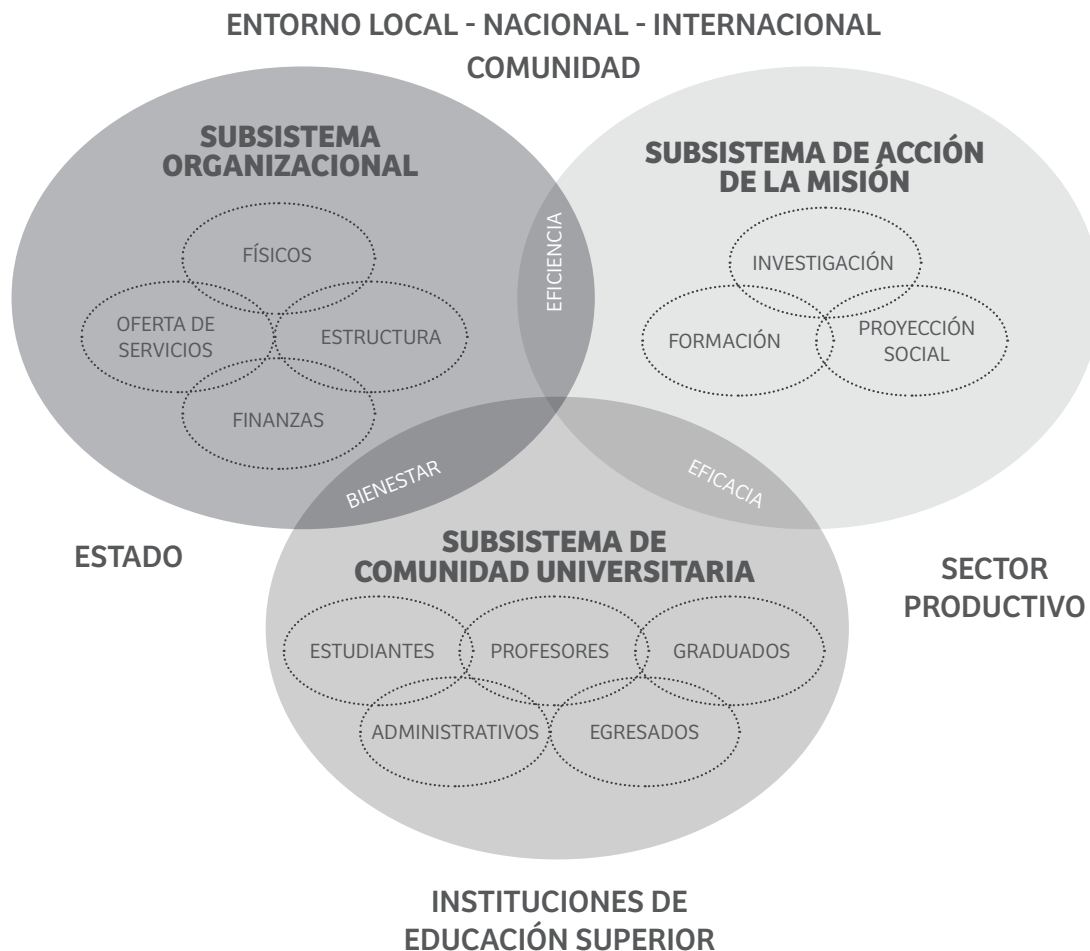 ENTORNO LOCAL - NACIONAL - INTERNACIONAL
COMUNIDAD
SUBSISTEMA
ORGANIZACIONAL
FÍSICOS
OFERTA DE
SERVICIOS
ESTRUCTURA
FINANZAS
EFICIENCIA
SUBSISTEMA DE ACCIÓN
DE LA MISIÓN
INVESTIGACIÓN
FORMACIÓN
PROYECCIÓN
SOCIAL
BIENESTAR
EFICACIA
ESTADO
SUBSISTEMA DE
COMUNIDAD UNIVERSITARIA
ESTUDIANTES
PROFESORES
GRADUADOS
ADMINISTRATIVOS
EGRESADOS
SECTOR
PRODUCTIVO
INSTITUCIONES DE
EDUCACIÓN SUPERIOR